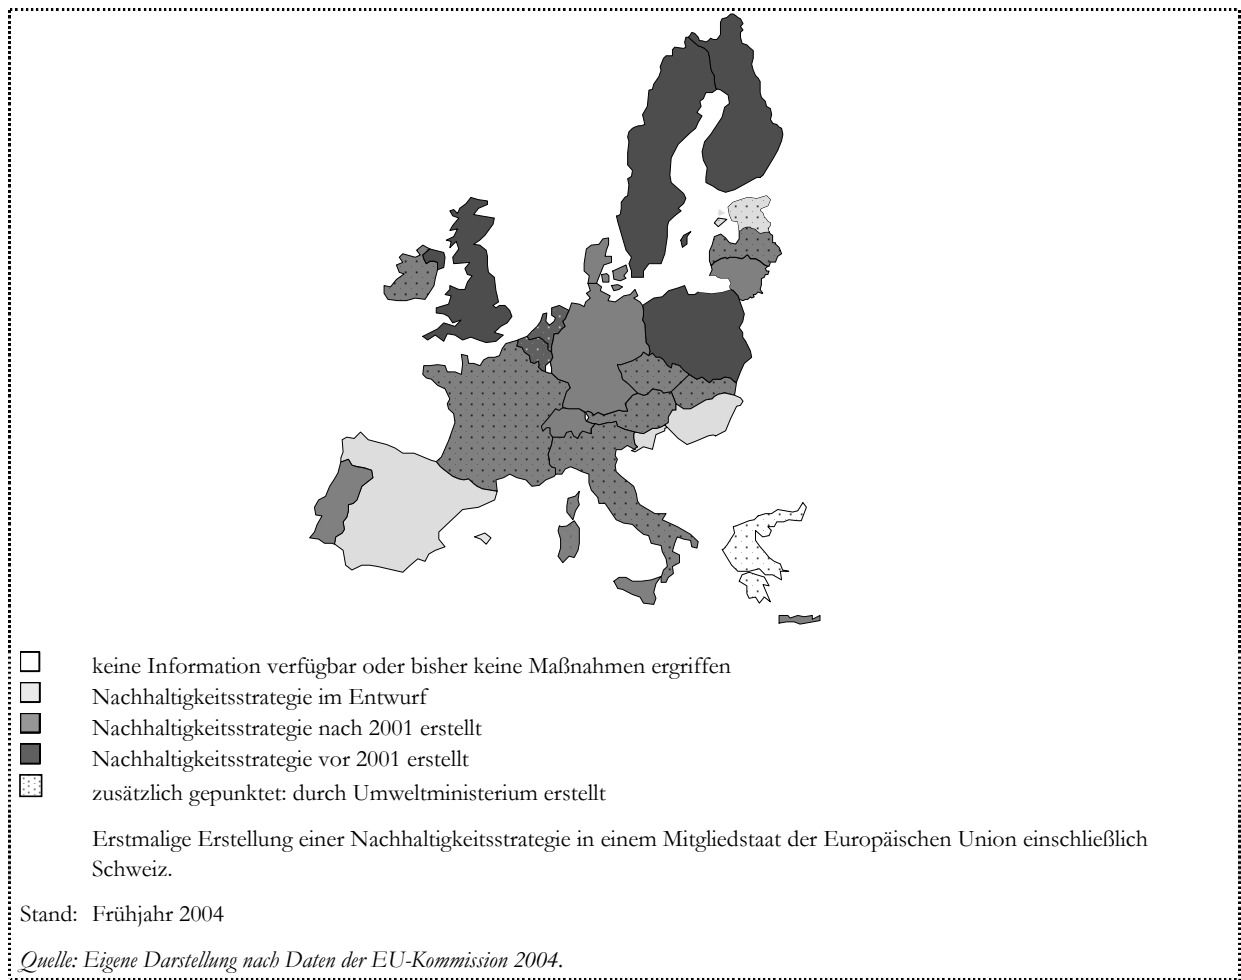 keine Information verfügbar oder bisher keine Maßnahmen ergriffen
Nachhaltigkeitsstrategie im Entwurf
Nachhaltigkeitsstrategie nach 2001 erstellt
Nachhaltigkeitsstrategie vor 2001 erstellt
zusätzlich gepunktet: durch Umweltministerium erstellt
Erstmalige Erstellung einer Nachhaltigkeitsstrategie in einem Mitgliedstaat der Europäischen Union einschließlich
Schweiz.
Stand: Frühjahr 2004
Quelle: Eigene Darstellung nach Daten der EU-Kommission 2004.